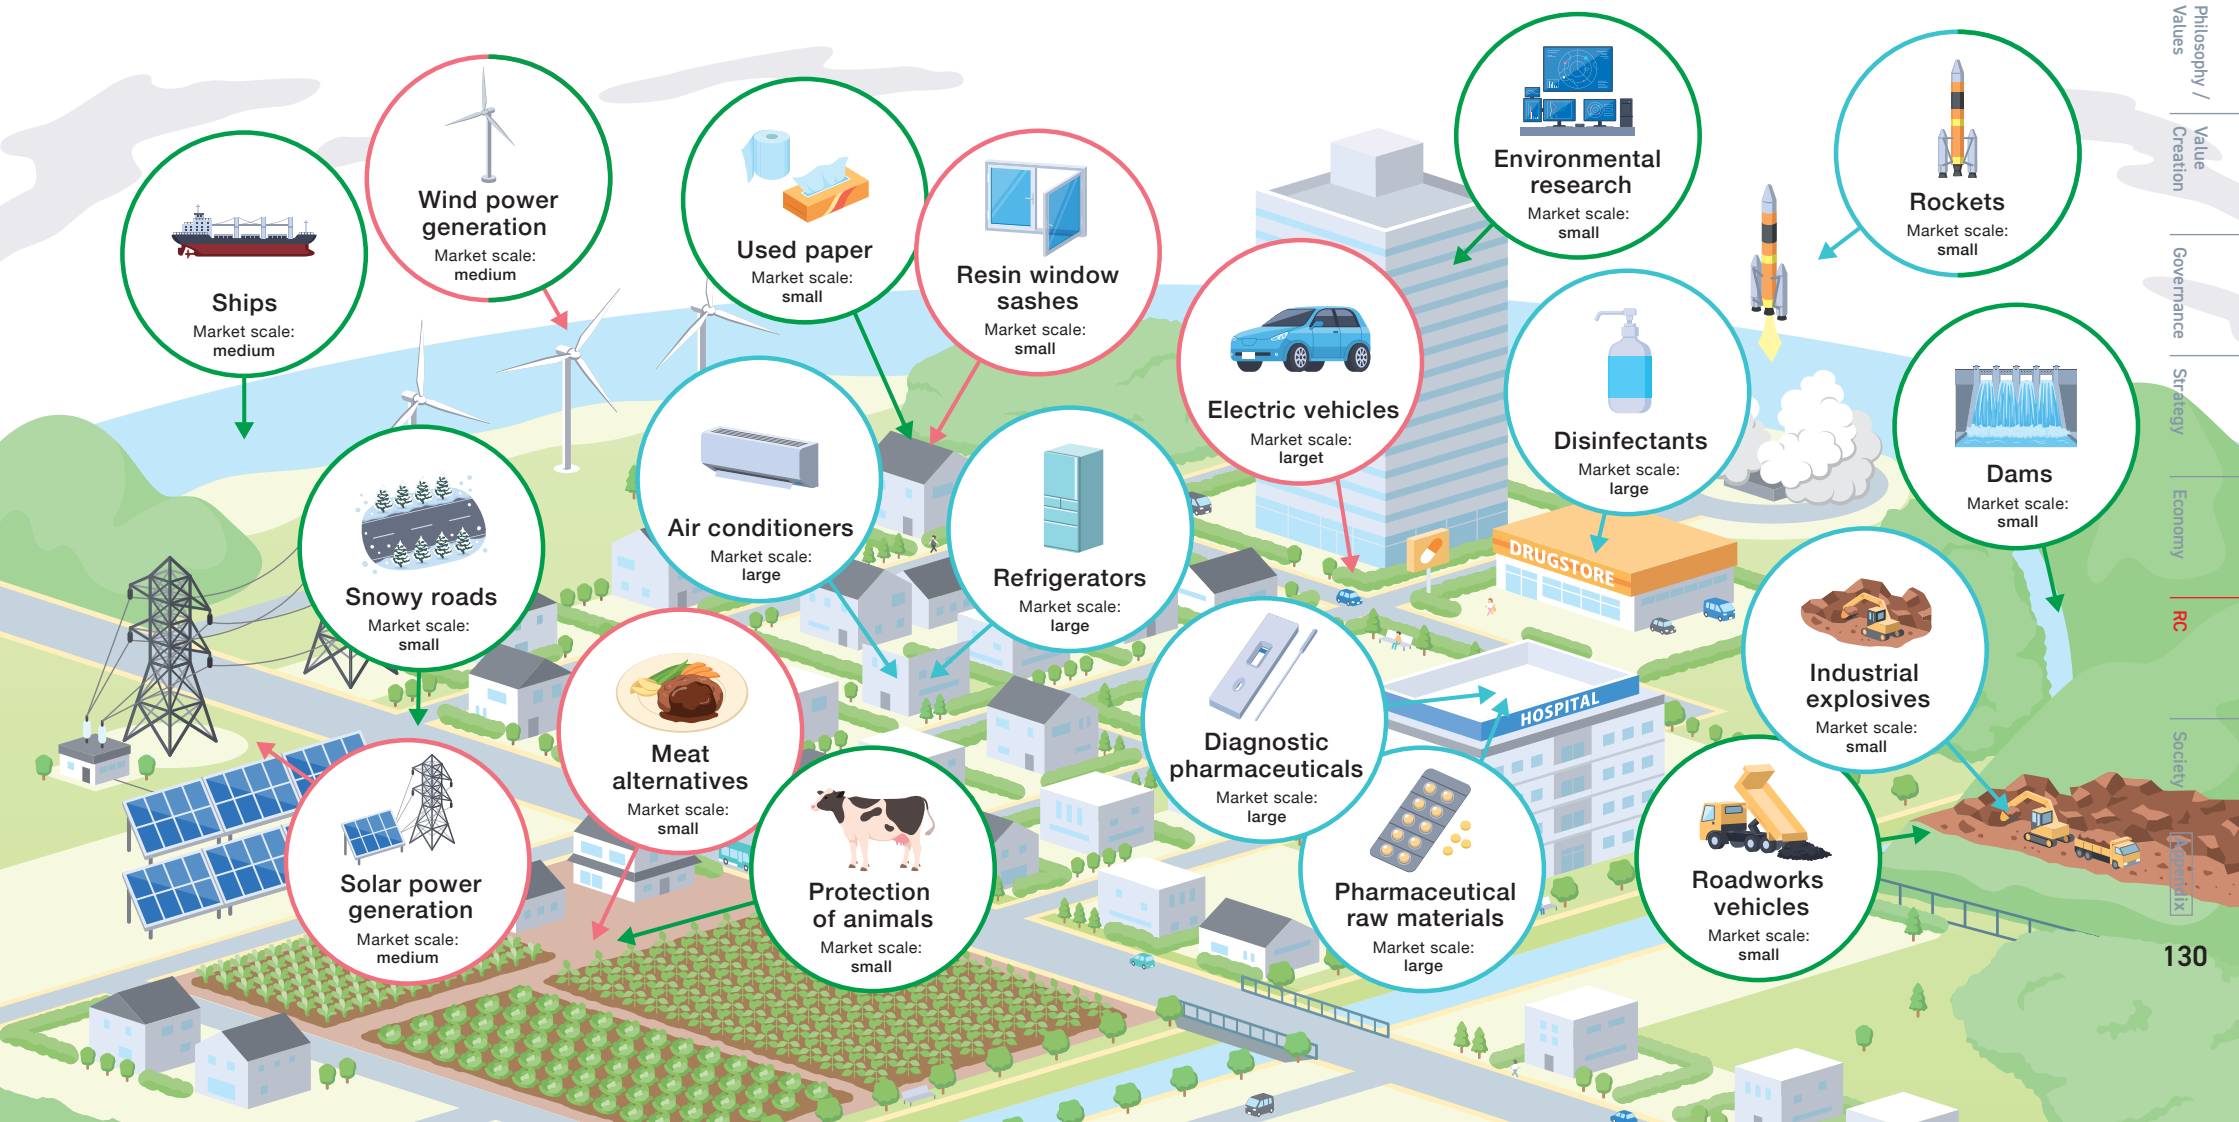 Ships
Market scale:
medium
Wind power
generation
Market scale:
medium
Used paper
Market scale:
small
Resin window
sashes
Market scale:
small
Environmental
research
Market scale:
small
Rockets
Market scale:
small
Electric vehicles
Market scale:
larget
Disinfectants
Market scale:
large
Dams
Market scale:
small
Snowy roads
Market scale:
small
Air conditioners
Market scale:
large
Refrigerators
Market scale:
large
DRUGSTORE
Industrial
explosives
Market scale:
small
Meat
alternatives
Market scale:
small
Diagnostic
pharmaceuticals
Market scale:
large
HOSPITAL
Solar power
generation
Market scale:
medium
Protection
of animals
Market scale:
small
Pharmaceutical
raw materials
Market scale:
large
Roadworks
vehicles
Market scale:
small
Philosophy /
Values
Value
Creation
Governance
Strategy
Economy
RC
Society
Appendix
130